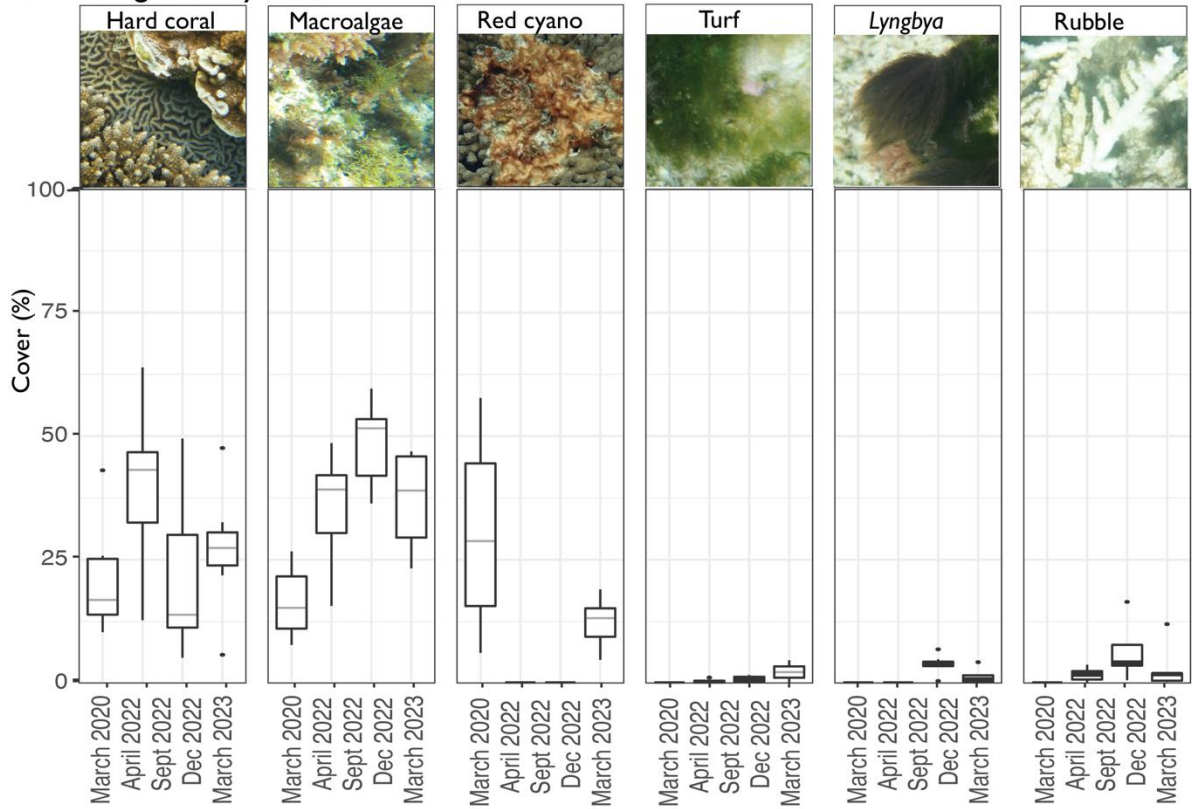 Hard coral
Macroalgae
Red cyano
Turf
Lyngbya
Rubble
Cover (%)
100
75
50
25
0
March 2020
April 2022
Sept 2022
Dec 2022
March 2023
March 2020
April 2022
Sept 2022
Dec 2022
March 2023
March 2020
April 2022
Sept 2022
Dec 2022
March 2023
March 2020
April 2022
Sept 2022
Dec 2022
March 2023
March 2020
April 2022
Sept 2022
Dec 2022
March 2023
March 2020
April 2022
Sept 2022
Dec 2022
March 2023